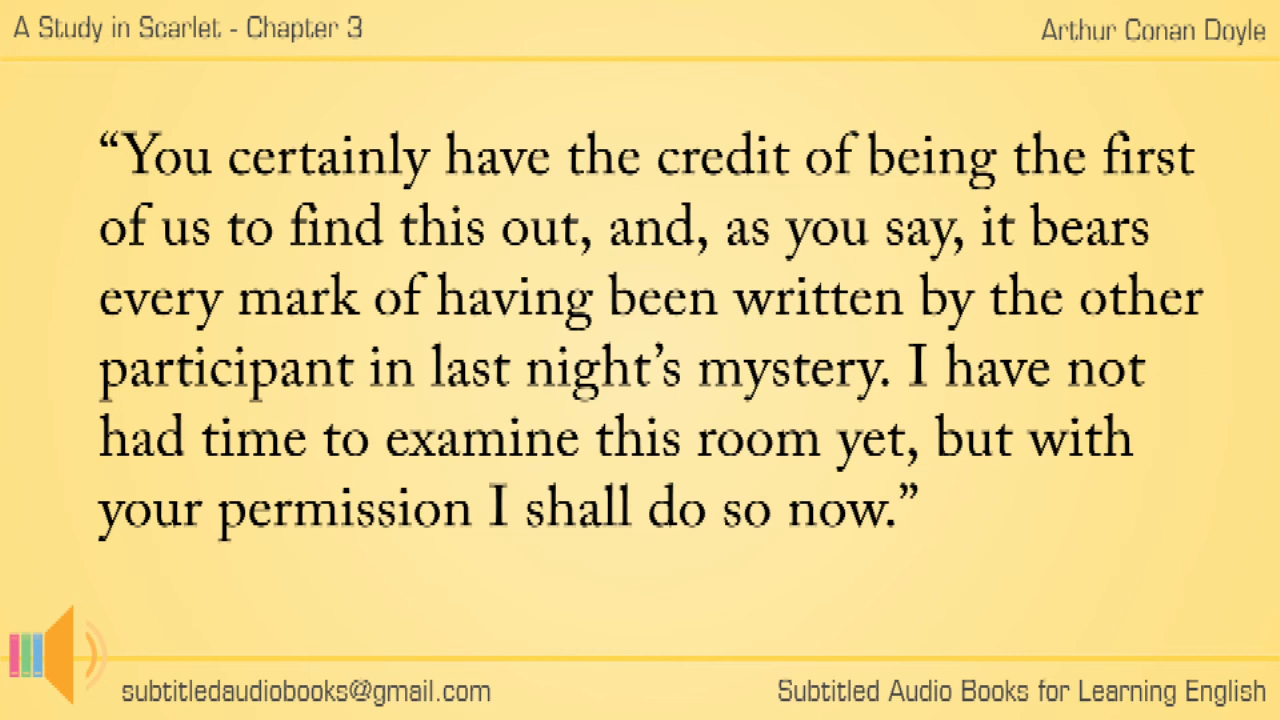 A Study in Scarlet - Chapter 3
Arthur Conan Doyle
“You certainly have the credit of being the first
of us to find this out, and, as you say, it bears
every mark of having been written by the other
participant in last night’s mystery. I have not
had time to examine this room yet, but with
your permission I shall do so now.”
subtitledaudiobooks@gmail.com
Subtitled Audio Books for Learning English